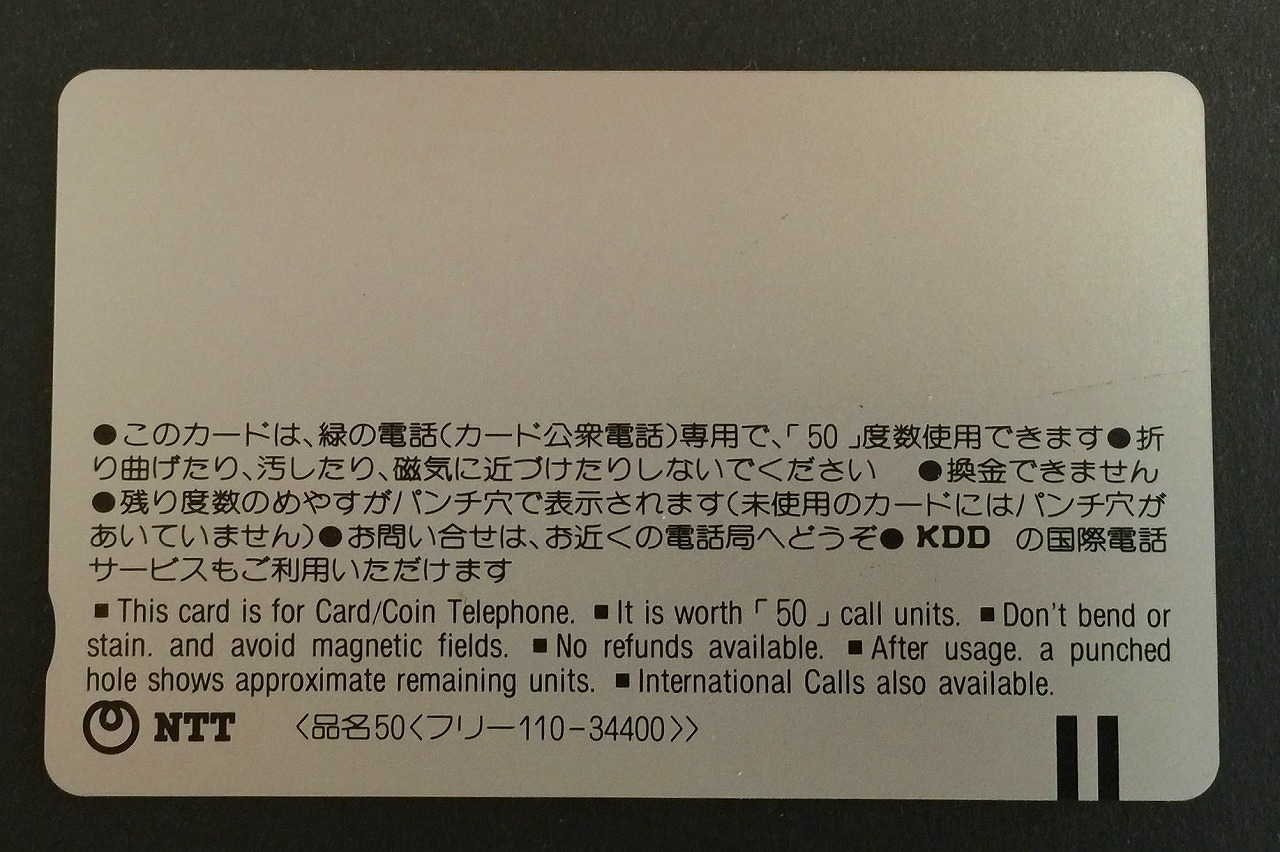 ●このカードは、緑の電話(カード公衆電話)専用で、「50」度数使用できます●折
り曲げたり、汚したり、磁気に近づけたりしないでください ●換金できません
●残り度数のめやすがパンチ穴で表示されます(未使用のカードにはパンチ穴が
あいていません)●お問い合せは、お近くの電話局へどうぞ● KDD の国際電話
サービスもご利用いただけます
■This card is for Card/Coin Telephone. ■It is worth「50」call units. ■Don't bend or
stain. and avoid magnetic fields. ■No refunds available. ■After usage. a punched
hole shows approximate remaining units. ■International Calls also available.
NTT 〈品名50〈フリー110-34400〉〉